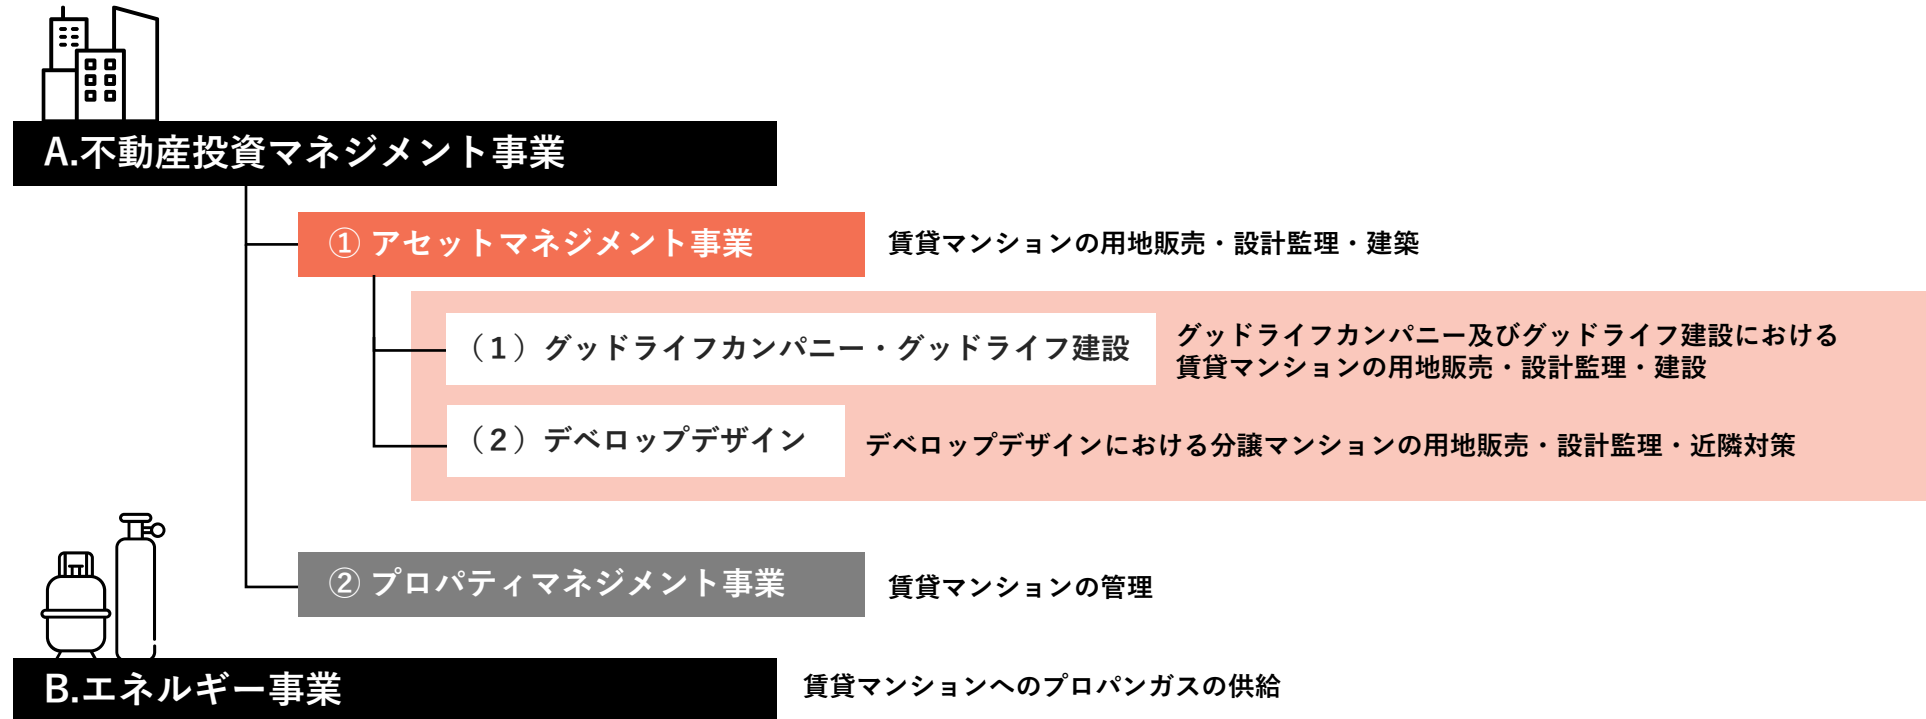 A.不動産投資マネジメント事業
① アセットマネジメント事業
賃貸マンションの用地販売・設計監理・建築
（１）グッドライフカンパニー・グッドライフ建設
グッドライフカンパニー及びグッドライフ建設における
賃貸マンションの用地販売・設計監理・建設
（２）デベロップデザイン
デベロップデザインにおける分譲マンションの用地販売・設計監理・近隣対策
② プロパティマネジメント事業
賃貸マンションの管理
B.エネルギー事業
賃貸マンションへのプロパンガスの供給